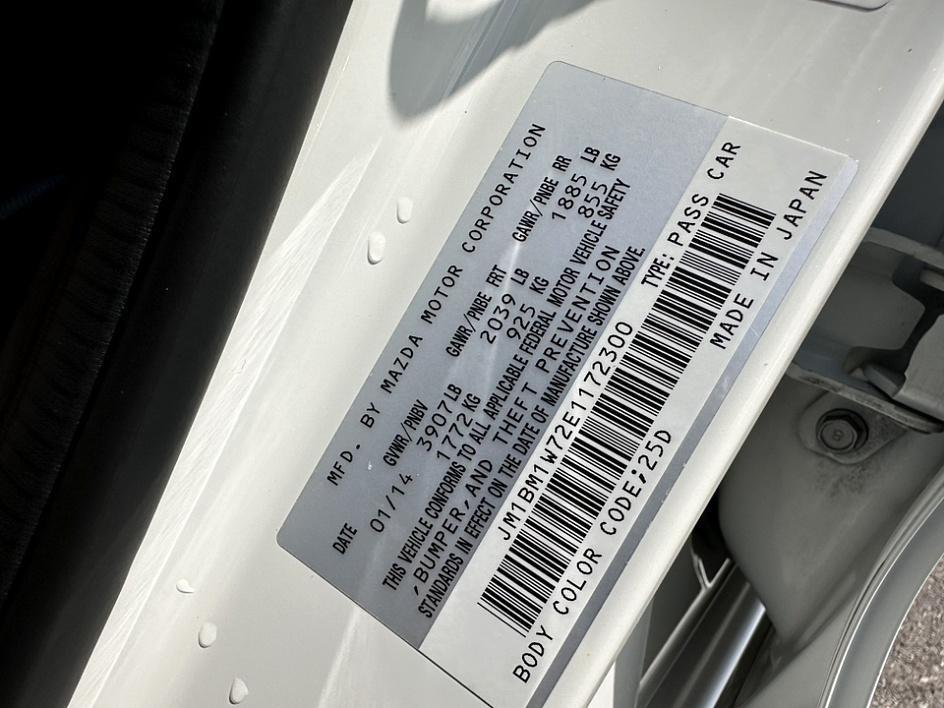 MFD. BY MAZDA MOTOR CORPORATION
DATE GVWR/PNBV GAWR/PNBE FRT GAWR/PNBE RR
01/14 3907LB 2039 LB 1885 LB
1772KG 925 KG 855 KG
THIS VEHICLE CONFORMS TO ALL APPLICABLE FEDERAL MOTOR VEHICLE SAFETY
,BUMPER,AND THEFT PREVENTION
STANDARDS IN EFFECT ON THE DATE OF MANUFACTURE SHOWN ABOVE.
JM1BM1W72E1172300 TYPE: PASS CAR
BODY COLOR CODE;25D MADE IN JAPAN
8